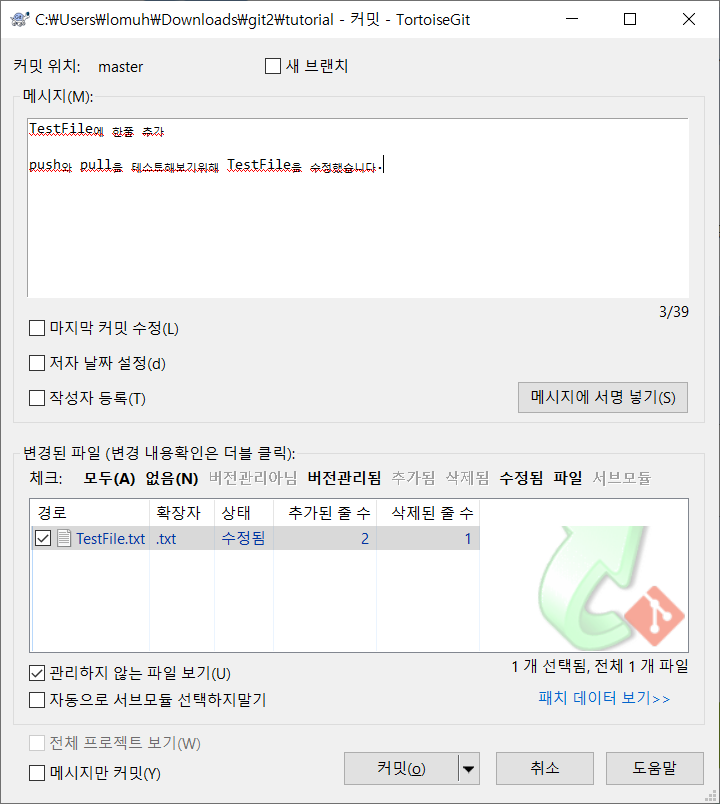 C:₩Users₩lomuh₩Downloads₩git2₩tutorial - 커밋 - TortoiseGit
커밋 위치: master 새 브랜치
메시지(M):
TestFile에 한줄 추가
push와 pull을 테스트해보기위해 TestFile을 수정했습니다.
3/39
마지막 커밋 수정(L)
저자 날짜 설정(d)
작성자 등록(T) 메시지에 서명 넣기(S)
변경된 파일 (변경 내용확인은 더블 클릭):
체크: 모두(A) 없음(N) 버전관리아님 버전관리됨 추가됨 삭제됨 수정됨 파일 서브모듈
경로 확장자 상태 추가된 줄 수 삭제된 줄 수
TestFile.txt .txt 수정됨 2 1
관리하지 않는 파일 보기(U) 1 개 선택됨, 전체 1 개 파일
자동으로 서브모듈 선택하지말기 패치 데이터 보기>>
전체 프로젝트 보기(W)
메시지만 커밋(Y) 커밋(o) 취소 도움말